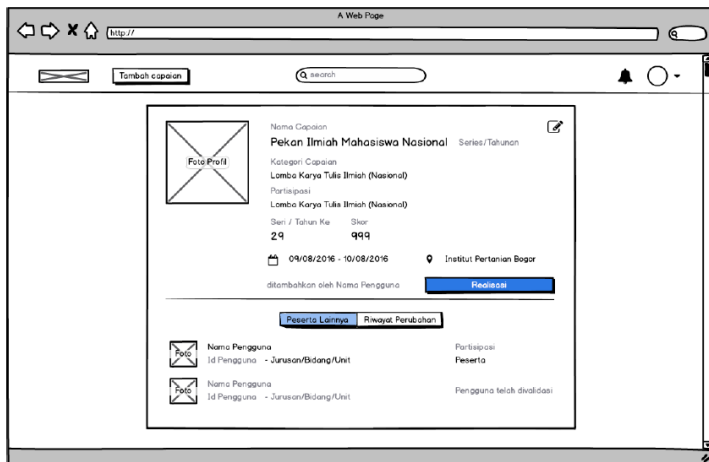 A Web Page
http://
Tambah capaian
search
Nama Capaian
Pekan Ilmiah Mahasiswa Nasional Series/Tahunan
Foto Profil
Kategori Capaian
Lomba Karya Tulis Ilmiah (Nasional)
Partisipasi
Lomba Karya Tulis Ilmiah (Nasional)
Seri / Tahun Ke Skor
29 999
09/08/2016 - 10/08/2016 Institut Pertanian Bogor
ditambahkan oleh Nama Pengguna Realisasi
Peserta Lainnya Riwayat Perubahan
Foto Nama Pengguna Partisipasi
Id Pengguna - Jurusan/Bidang/Unit Peserta
Foto Nama Pengguna
Id Pengguna - Jurusan/Bidang/Unit Pengguna telah divalidasi